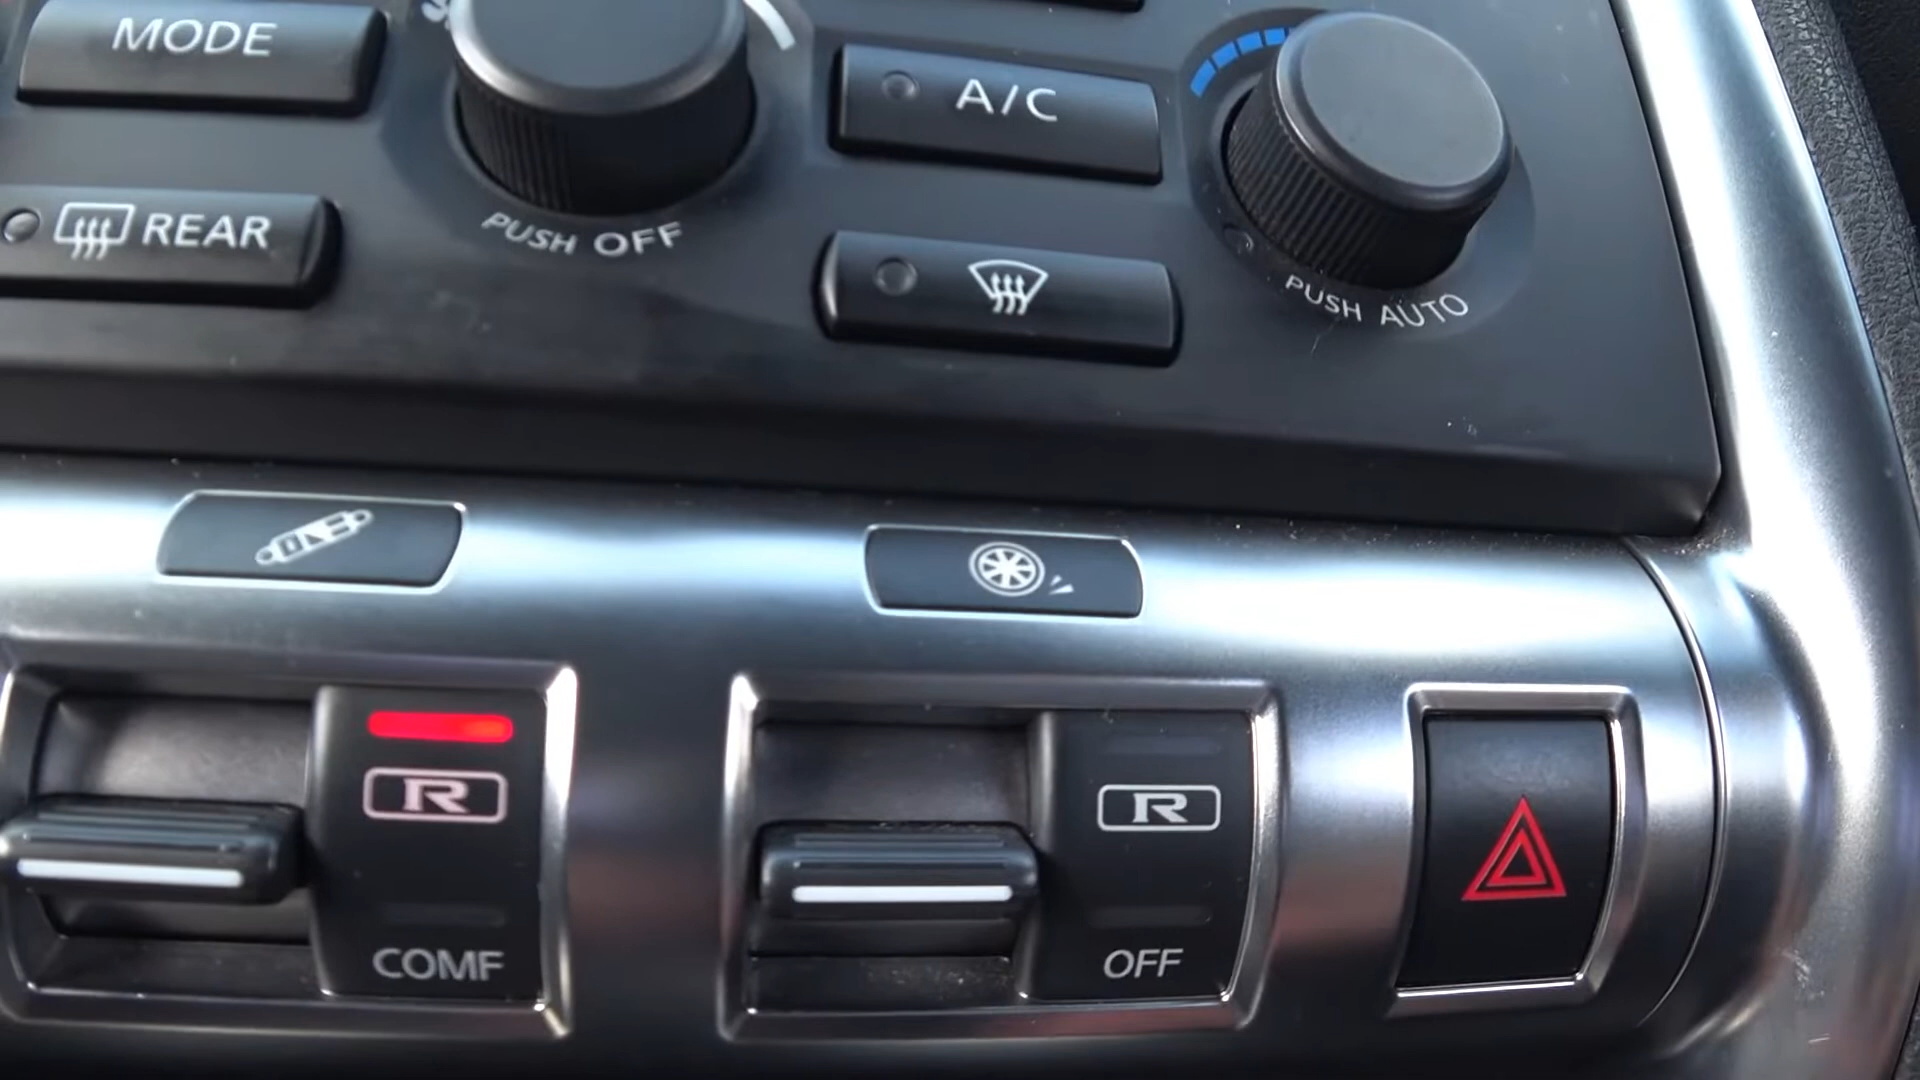 MODE
A/C
REAR
PUSH OFF
PUSH AUTO
R
R
COMF
OFF